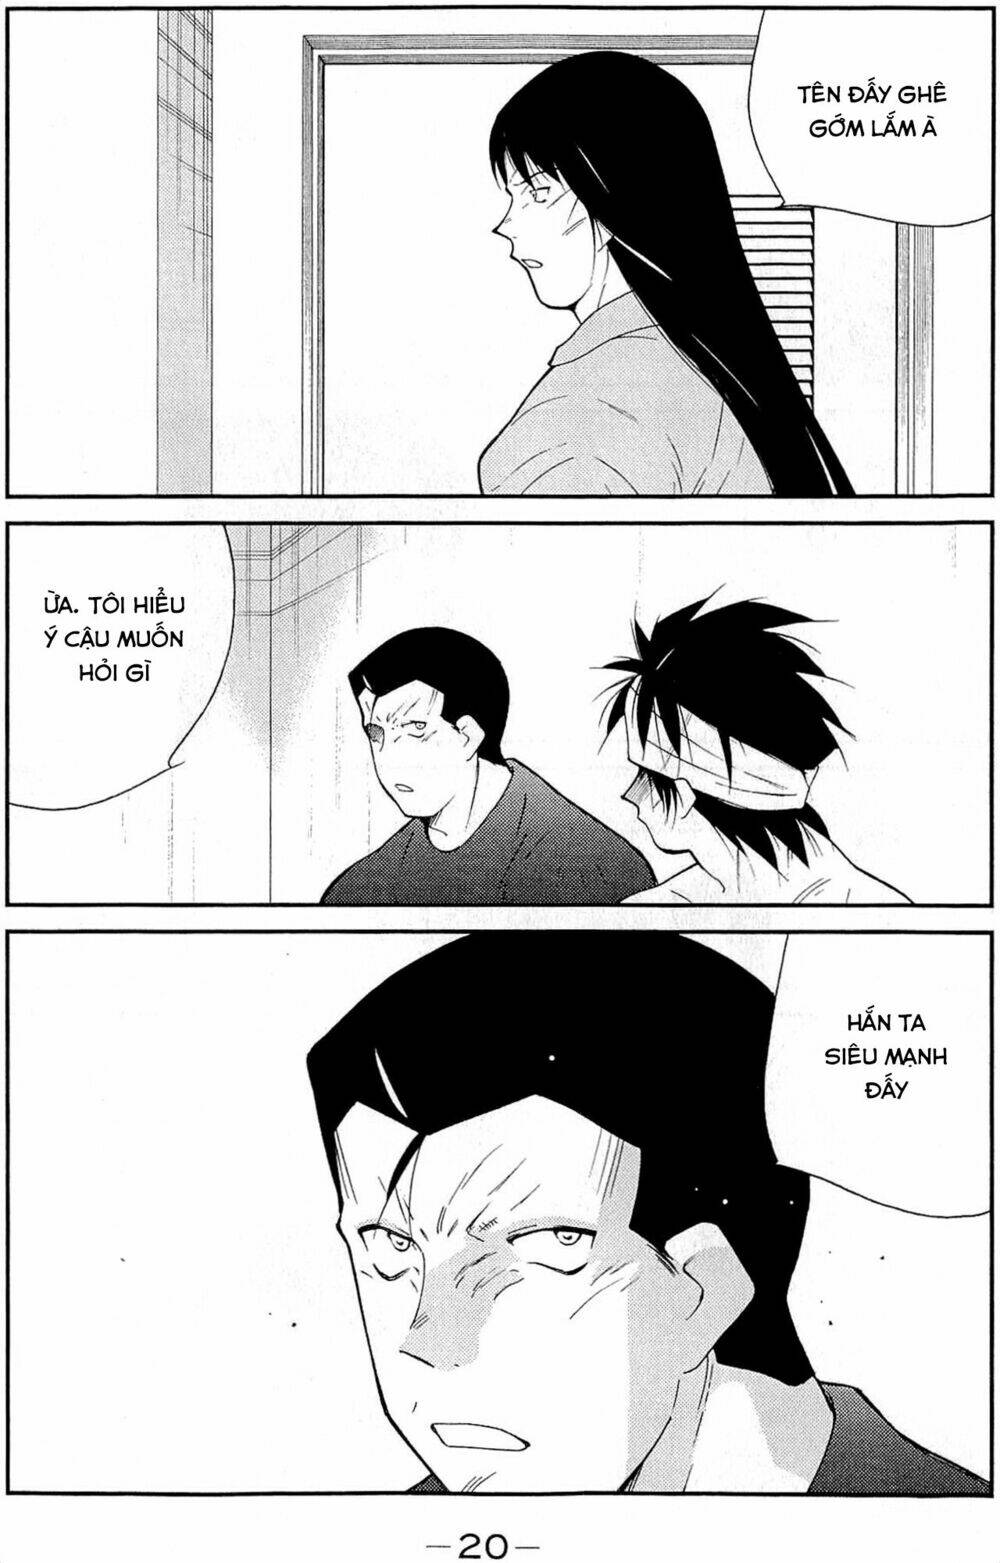 TÊN ĐẤY GHÊ
GỚM LẮM À
ỪA. TÔI HIỂU
Ý CẬU MUỐN
HỎI GÌ
HẮN TA
SIÊU MẠNH
ĐẤY
—20—